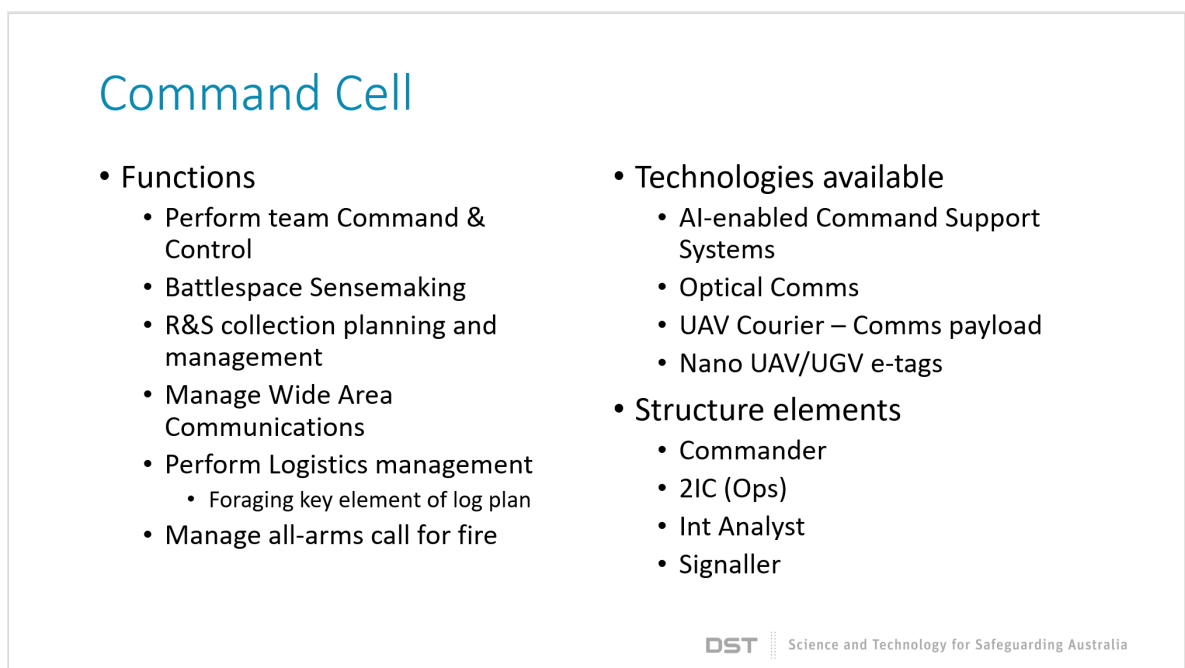 Command Cell
• Functions
• Perform team Command &
Control
• Battlespace Sensemaking
• R&S collection planning and
management
• Manage Wide Area
Communications
• Perform Logistics management
• Foraging key element of log plan
• Manage all-arms call for fire
• Technologies available
• AI-enabled Command Support
Systems
• Optical Comms
• UAV Courier – Comms payload
• Nano UAV/UGV e-tags
• Structure elements
• Commander
• 2IC (Ops)
• Int Analyst
• Signaller
DST Science and Technology for Safeguarding Australia